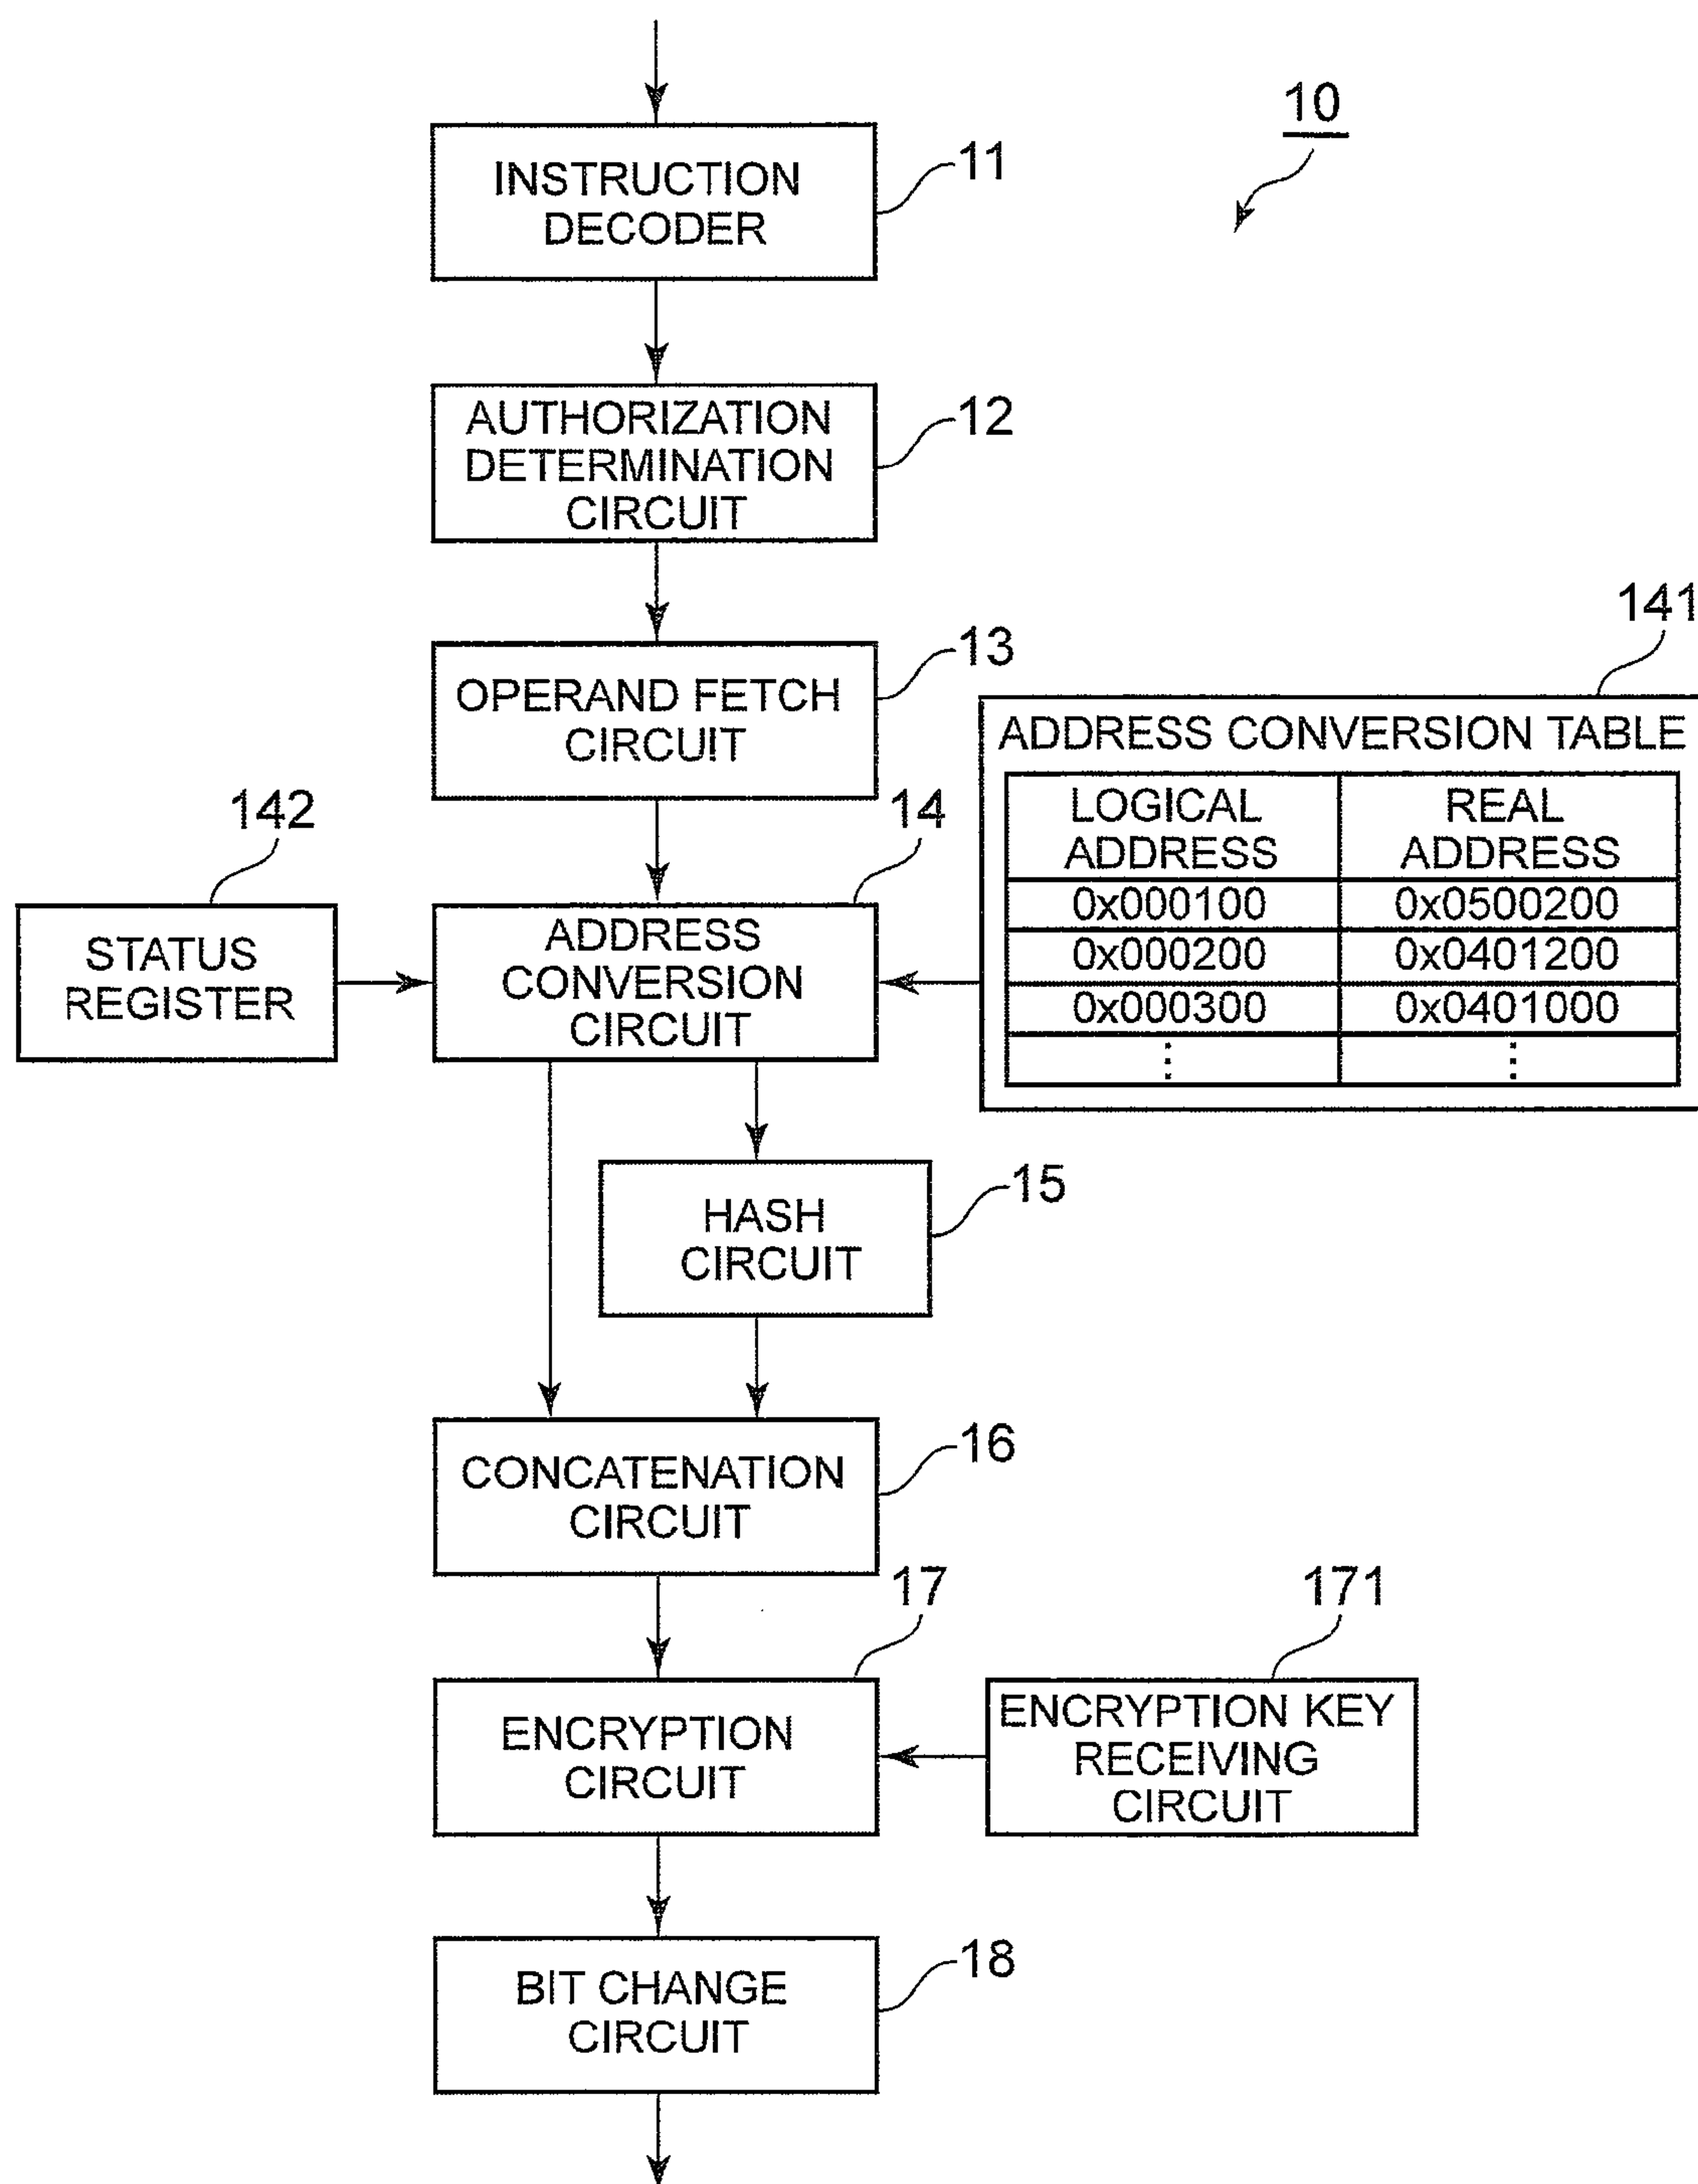 10
INSTRUCTION
DECODER
11
AUTHORIZATION
DETERMINATION
CIRCUIT
12
OPERAND FETCH
CIRCUIT
13
141
ADDRESS CONVERSION TABLE
LOGICAL
ADDRESS
REAL
ADDRESS
0x000100 0x0500200
0x000200 0x0401200
0x000300 0x0401000
⋮ ⋮
142
STATUS
REGISTER
14
ADDRESS
CONVERSION
CIRCUIT
HASH
CIRCUIT
15
CONCATENATION
CIRCUIT
16
17
ENCRYPTION
CIRCUIT
171
ENCRYPTION KEY
RECEIVING
CIRCUIT
BIT CHANGE
CIRCUIT
18